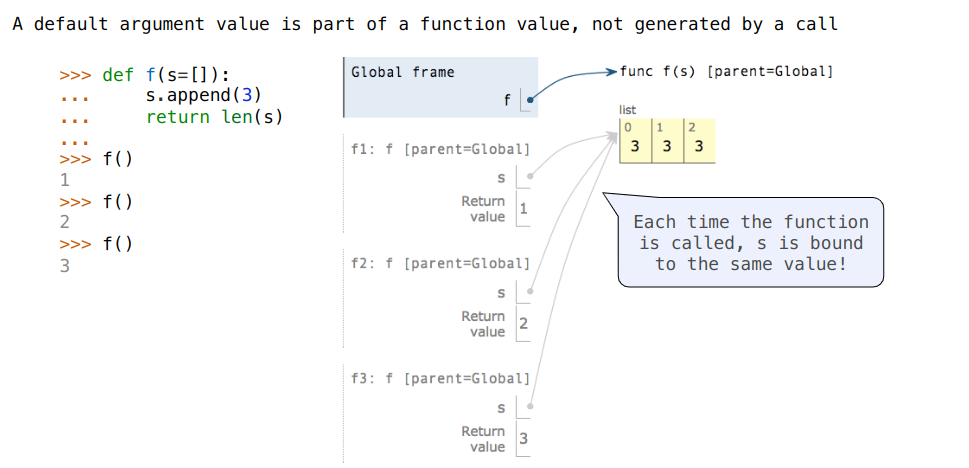 A default argument value is part of a function value, not generated by a call
>>> def f(s=[]):
...     s.append(3)
...     return len(s)
...
>>> f()
1
>>> f()
2
>>> f()
3
Global frame
f
func f(s) [parent=Global]
list
0 1 2
3 3 3
f1: f [parent=Global]
s
Return
value 1
f2: f [parent=Global]
s
Return
value 2
f3: f [parent=Global]
s
Return
value 3
Each time the function
is called, s is bound
to the same value!